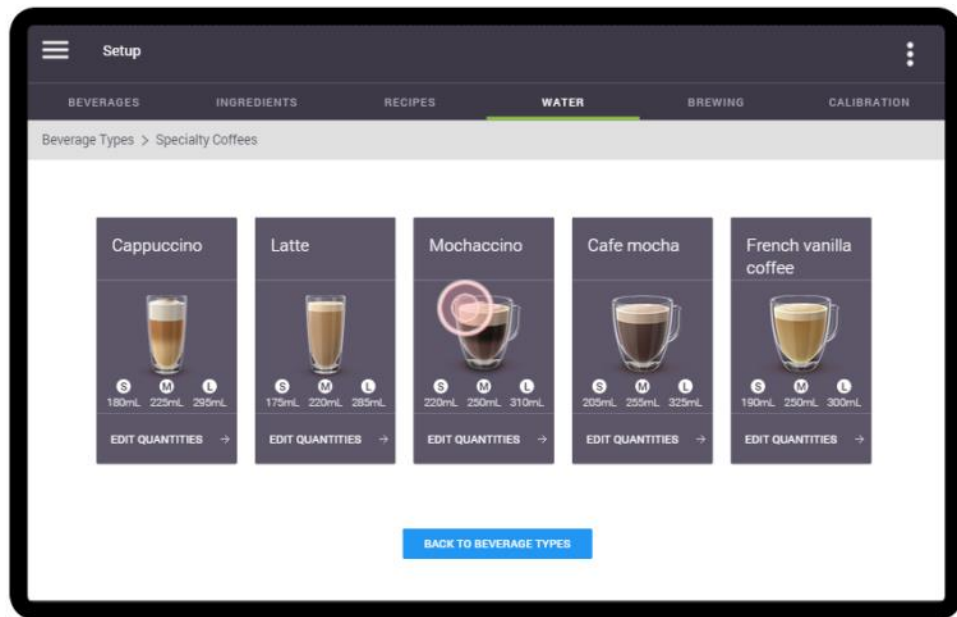 Setup
BEVERAGES INGREDIENTS RECIPES WATER BREWING CALIBRATION
Beverage Types > Specialty Coffees
Cappuccino
S M L
180mL 225mL 295mL
EDIT QUANTITIES →
Latte
S M L
175mL 220mL 285mL
EDIT QUANTITIES →
Mochaccino
S M L
220mL 250mL 310mL
EDIT QUANTITIES →
Cafe mocha
S M L
205mL 255mL 325mL
EDIT QUANTITIES →
French vanilla
coffee
S M L
190mL 250mL 300mL
EDIT QUANTITIES →
BACK TO BEVERAGE TYPES